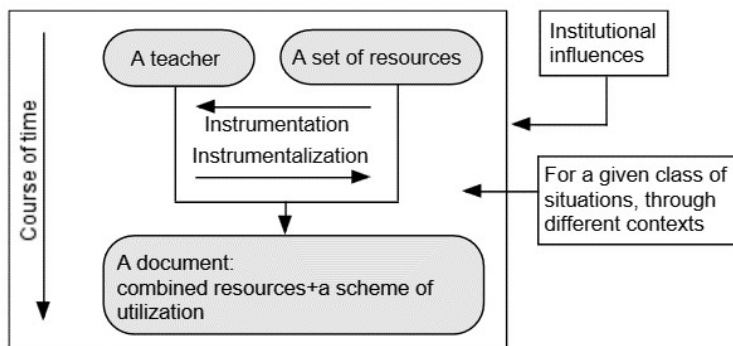 A teacher
A set of resources
Institutional
influences
Instrumentation
Instrumentalization
Course of time
For a given class of
situations, through
different contexts
A document:
combined resources+a scheme of
utilization